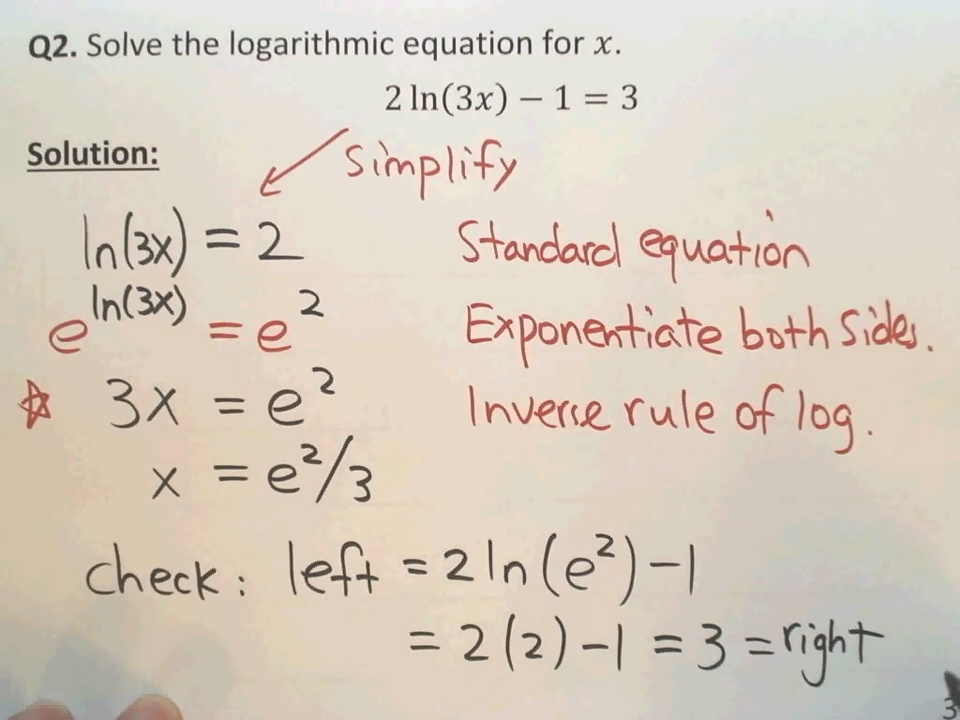 Q2. Solve the logarithmic equation for x.
2 ln(3x) − 1 = 3
Solution:
Simplify
ln(3x) = 2 Standard equation
e^ln(3x) = e^2 Exponentiate both sides.
☆ 3x = e^2 Inverse rule of log.
x = e^2/3
check: left = 2 ln(e^2) − 1
= 2(2) − 1 = 3 = right
3